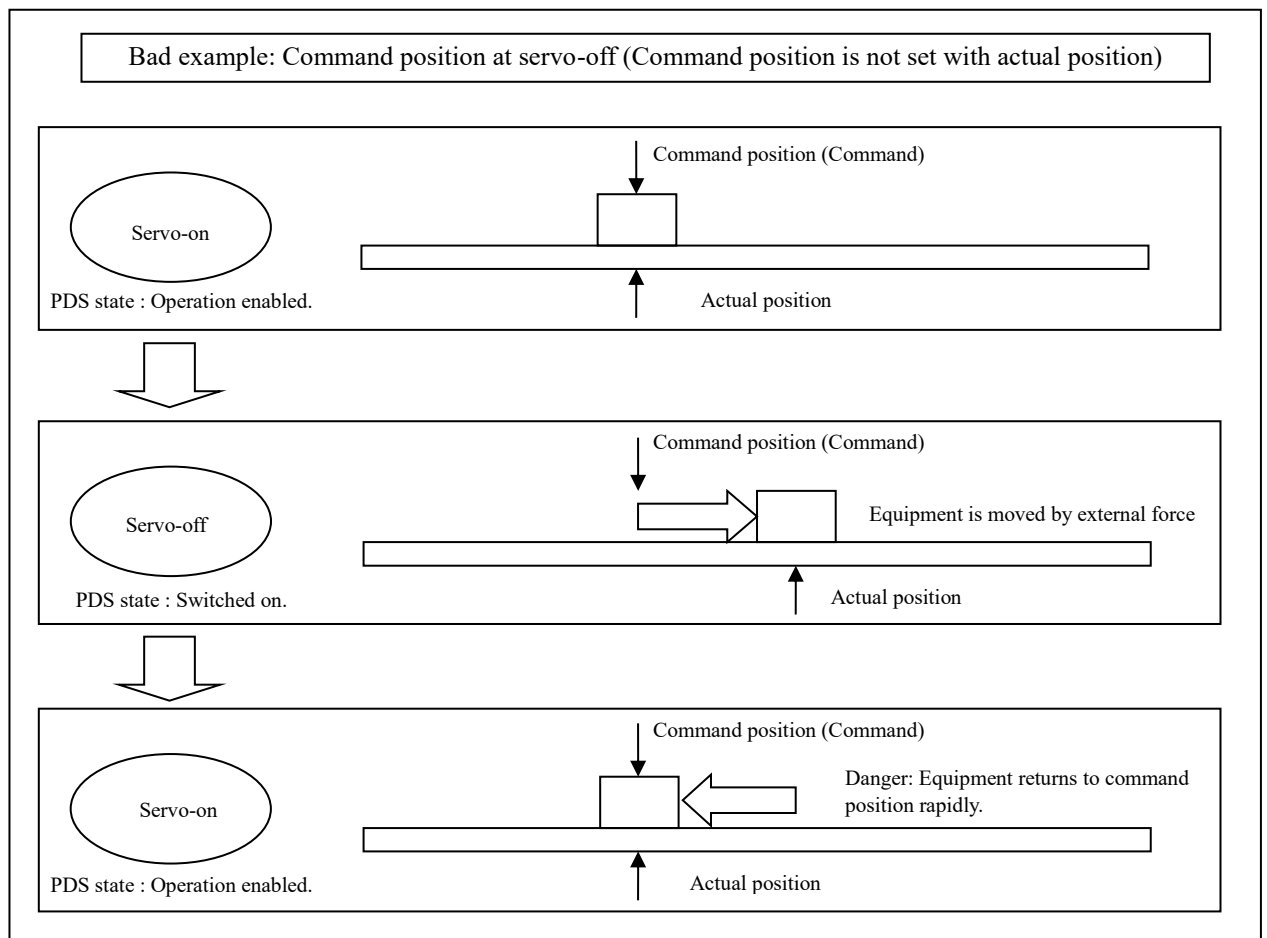 Bad example: Command position at servo-off (Command position is not set with actual position)
Command position (Command)
Servo-on
PDS state : Operation enabled.
Actual position
Command position (Command)
Servo-off
Equipment is moved by external force
PDS state : Switched on.
Actual position
Command position (Command)
Danger: Equipment returns to command
position rapidly.
Servo-on
PDS state : Operation enabled.
Actual position